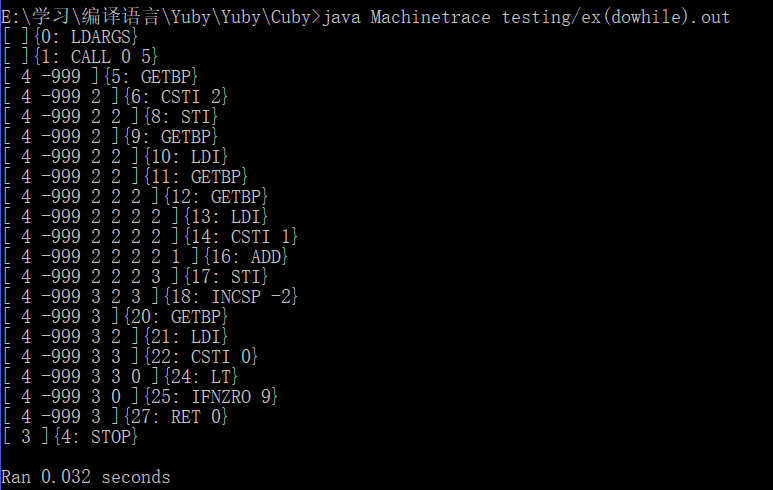 E:\学习\编译语言\Yuby\Yuby\Cuby>java Machinetrace testing/ex(dowhile).out
[ ]{0: LDARGS}
[ ]{1: CALL 0 5}
[ 4 -999 ]{5: GETBP}
[ 4 -999 2 ]{6: CSTI 2}
[ 4 -999 2 2 ]{8: STI}
[ 4 -999 2 ]{9: GETBP}
[ 4 -999 2 2 ]{10: LDI}
[ 4 -999 2 2 ]{11: GETBP}
[ 4 -999 2 2 2 ]{12: GETBP}
[ 4 -999 2 2 2 2 ]{13: LDI}
[ 4 -999 2 2 2 2 ]{14: CSTI 1}
[ 4 -999 2 2 2 2 1 ]{16: ADD}
[ 4 -999 2 2 2 3 ]{17: STI}
[ 4 -999 3 2 3 ]{18: INCSP -2}
[ 4 -999 3 ]{20: GETBP}
[ 4 -999 3 2 ]{21: LDI}
[ 4 -999 3 3 ]{22: CSTI 0}
[ 4 -999 3 3 0 ]{24: LT}
[ 4 -999 3 0 ]{25: IFNZRO 9}
[ 4 -999 3 ]{27: RET 0}
[ 3 ]{4: STOP}
Ran 0.032 seconds